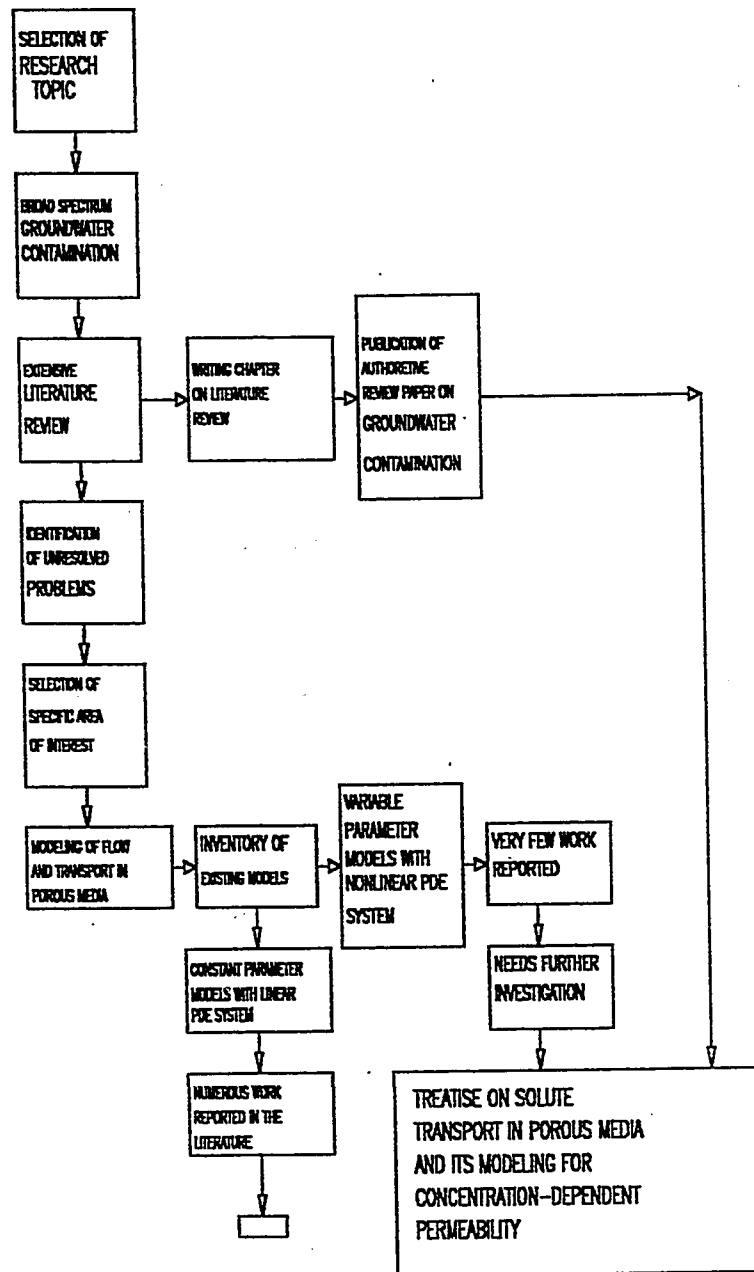 SELECTION OF
RESEARCH
TOPIC
BROAD SPECTRUM
GROUNDWATER
CONTAMINATION
EXTENSIVE
LITERATURE
REVIEW
WRITING CHAPTER
ON LITERATURE
REVIEW
PUBLICATION OF
AUTHORETIVE
REVIEW PAPER ON
GROUNDWATER
CONTAMINATION
IDENTIFICATION
OF UNRESOLVED
PROBLEMS
SELECTION OF
SPECIFIC AREA
OF INTEREST
MODELING OF FLOW
AND TRANSPORT IN
POROUS MEDIA
INVENTORY OF
EXISTING MODELS
VARIABLE
PARAMETER
MODELS WITH
NONLINEAR PDE
SYSTEM
VERY FEW WORK
REPORTED
CONSTANT PARAMETER
MODELS WITH LINEAR
PDE SYSTEM
NEEDS FURTHER
INVESTIGATION
NUMEROUS WORK
REPORTED IN THE
LITERATURE
TREATISE ON SOLUTE
TRANSPORT IN POROUS MEDIA
AND ITS MODELING FOR
CONCENTRATION-DEPENDENT
PERMEABILITY